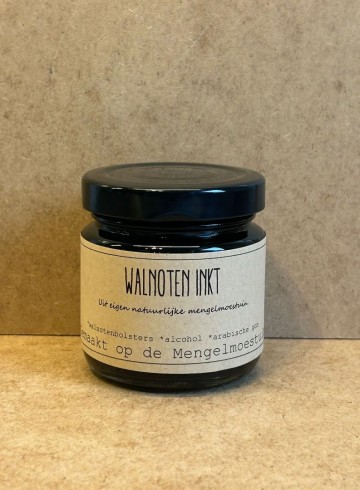 WALNOTEN INKT
Uit eigen natuurlijke mengelmoestuin
*walnotenbolsters *alcohol *arabische gom
maakt op de Mengelmoestu